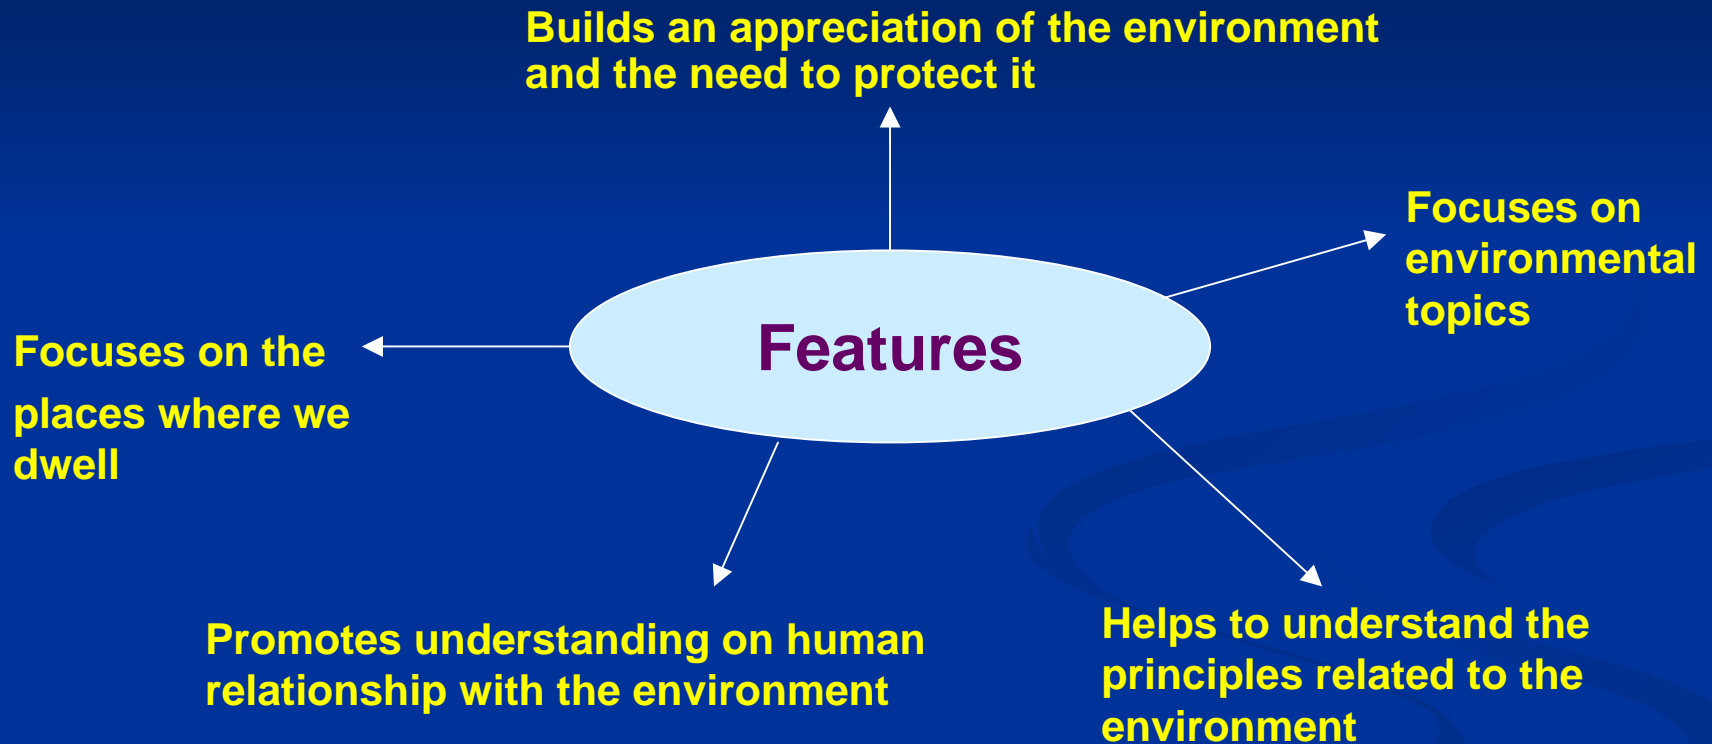 Builds an appreciation of the environment
and the need to protect it
Focuses on
environmental
topics
Features
Focuses on the
places where we
dwell
Promotes understanding on human
relationship with the environment
Helps to understand the
principles related to the
environment